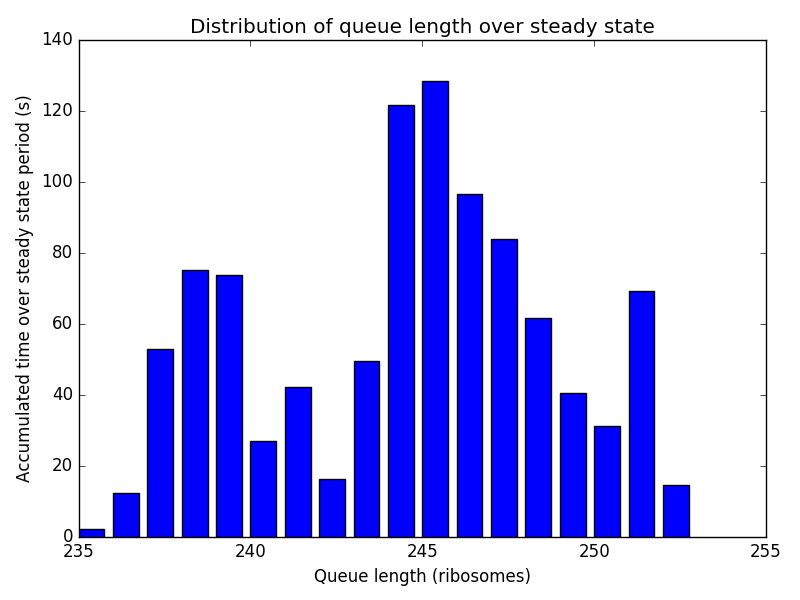 Distribution of queue length over steady state
140
120
100
80
60
40
20
0
Accumulated time over steady state period (s)
235 240 245 250 255
Queue length (ribosomes)